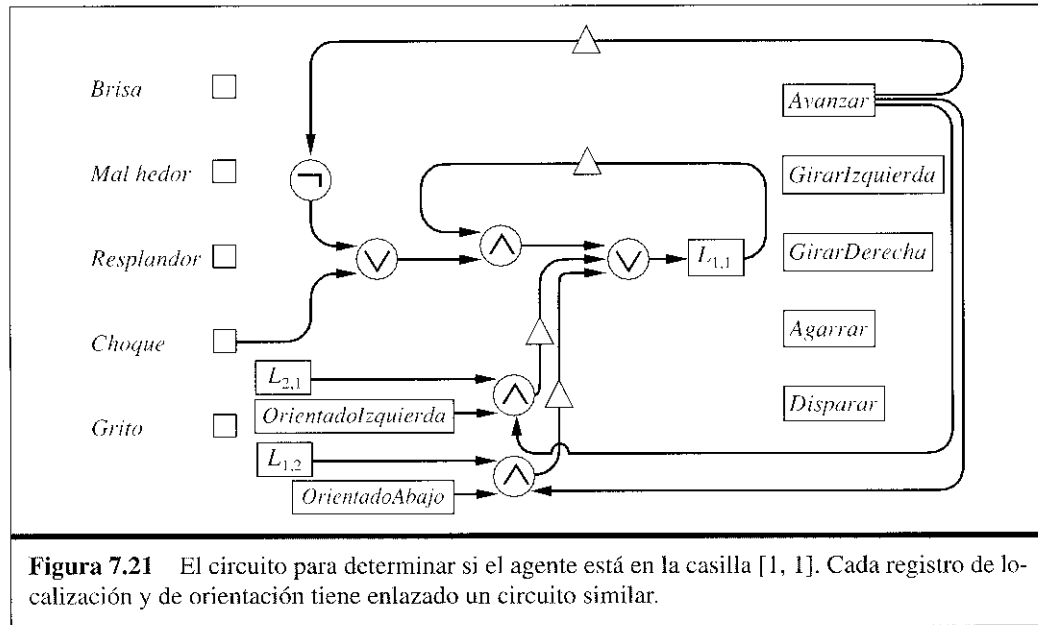 Brisa
Mal hedor
Resplandor
Choque
Grito
¬
∨
∧
∨
L1,1
L2,1
OrientadoIzquierda
∧
L1,2
OrientadoAbajo
∧
Avanzar
GirarIzquierda
GirarDerecha
Agarrar
Disparar
Figura 7.21 El circuito para determinar si el agente está en la casilla [1, 1]. Cada registro de lo-
calización y de orientación tiene enlazado un circuito similar.